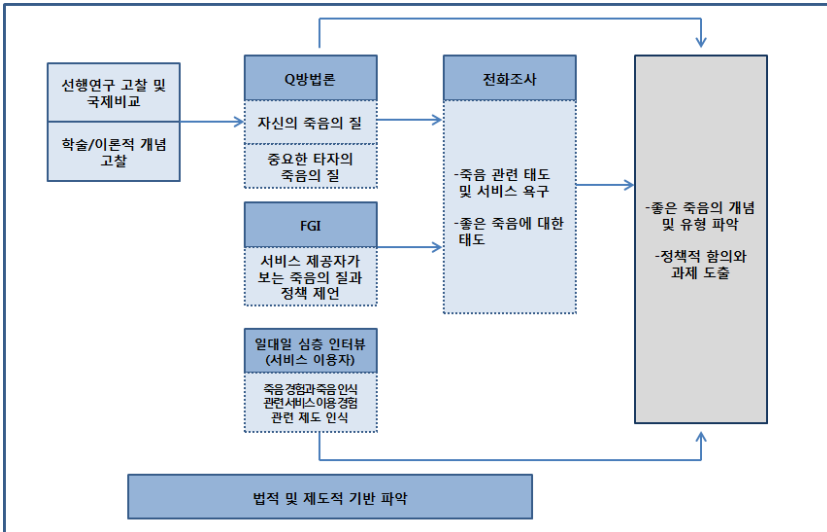 선행연구 고찰 및
국제비교
학술/이론적 개념
고찰
Q방법론
자신의 죽음의 질
중요한 타자의
죽음의 질
FGI
서비스 제공자가
보는 죽음의 질과
정책 제언
일대일 심층 인터뷰
(서비스 이용자)
죽음 경험과 죽음 인식
관련 서비스 이용 경험
관련 제도 인식
전화조사
-죽음 관련 태도
및 서비스 욕구
-좋은 죽음에 대한
태도
-좋은 죽음의 개념
및 유형 파악
-정책적 함의와
과제 도출
법적 및 제도적 기반 파악